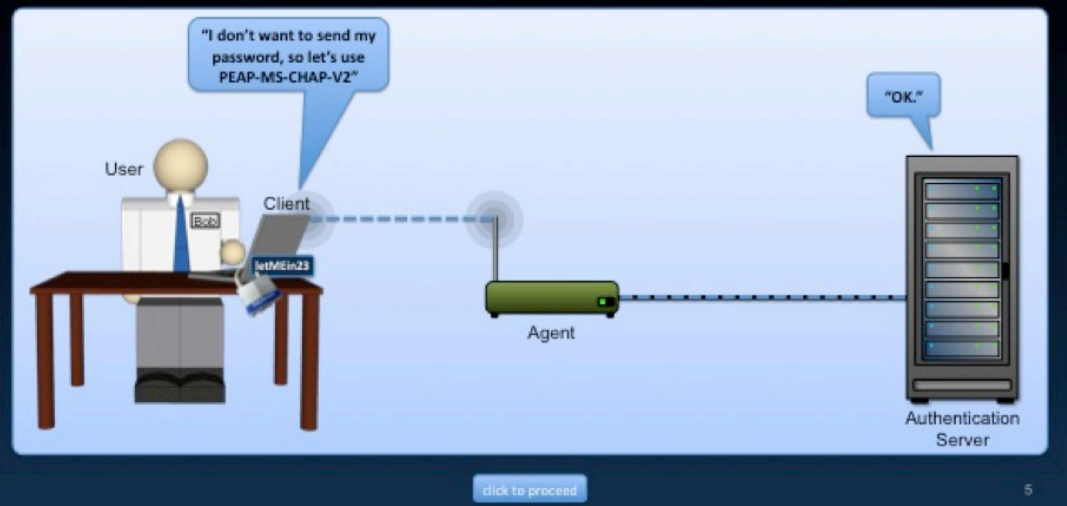 "I don't want to send my
password, so let's use
PEAP-MS-CHAP-V2"
"OK."
User
Client
Bob
letMEin23
Agent
Authentication
Server
click to proceed
5